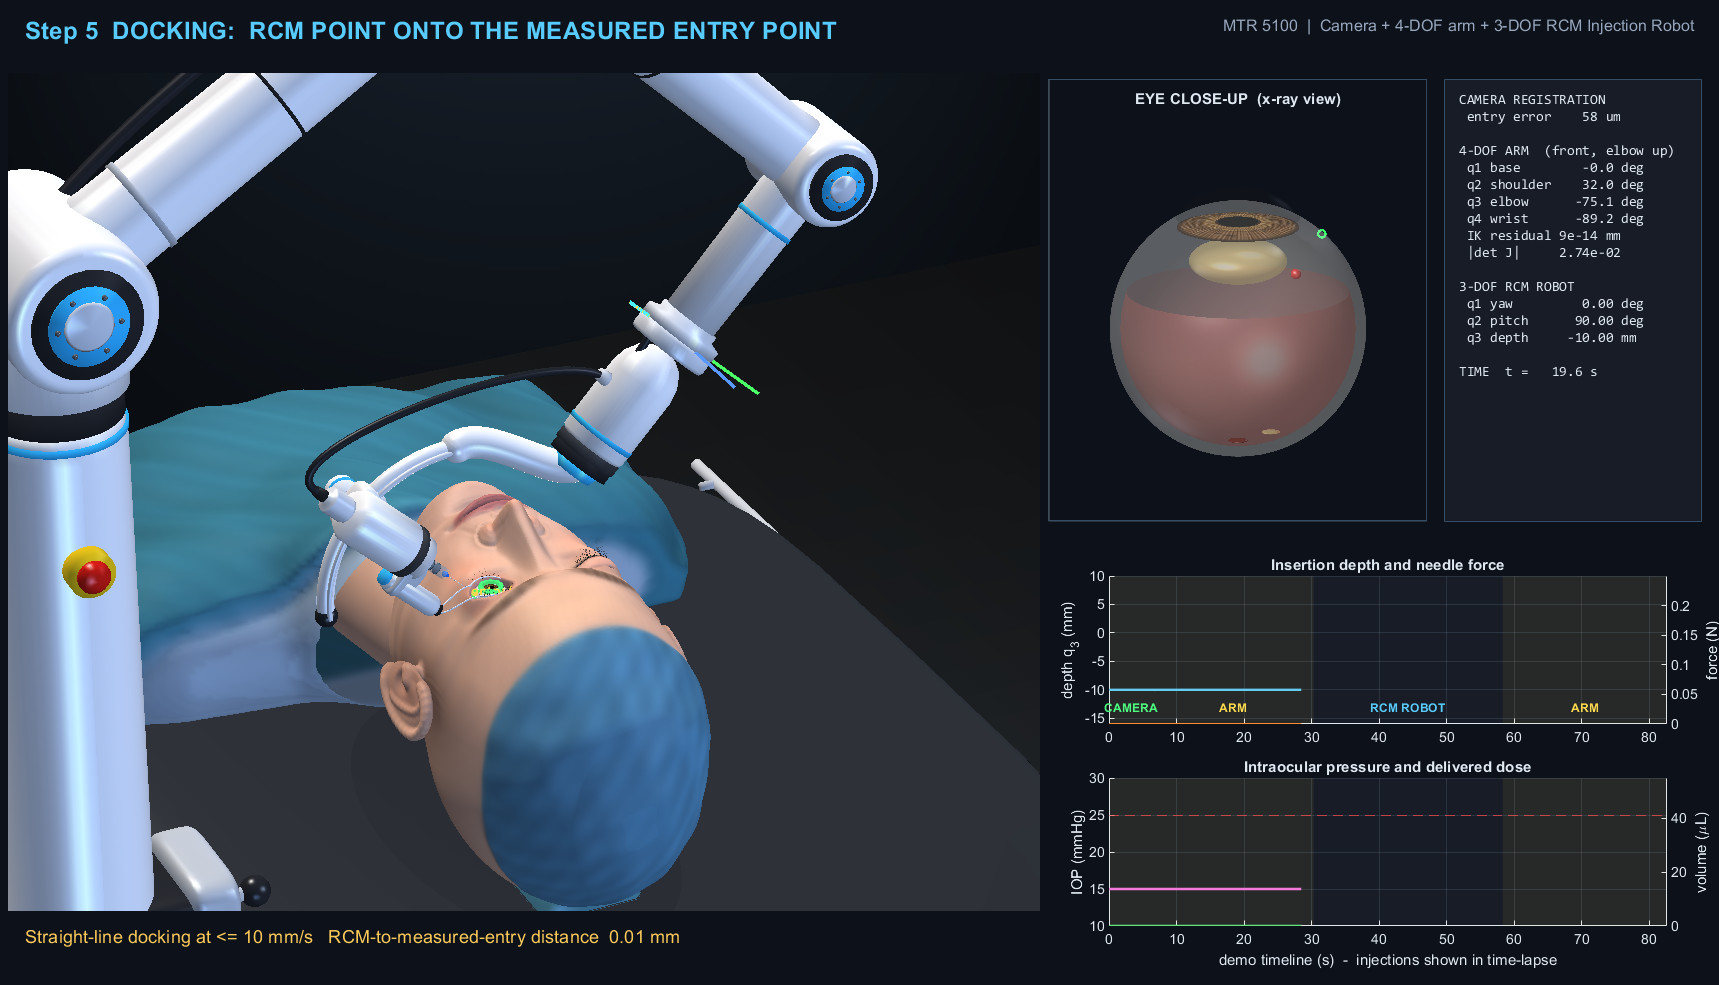 Step 5  DOCKING:  RCM POINT ONTO THE MEASURED ENTRY POINT
MTR 5100  |  Camera + 4-DOF arm + 3-DOF RCM Injection Robot
EYE CLOSE-UP  (x-ray view)
CAMERA REGISTRATION
entry error    58 um
4-DOF ARM  (front, elbow up)
q1 base    -0.0 deg
q2 shoulder    32.0 deg
q3 elbow    -75.1 deg
q4 wrist    -89.2 deg
IK residual 9e-14 mm
|det J|    2.74e-02
3-DOF RCM ROBOT
q1 yaw    0.00 deg
q2 pitch    90.00 deg
q3 depth    -10.00 mm
TIME  t =   19.6 s
Insertion depth and needle force
10
5
0
-5
-10
-15
depth q3 (mm)
0.2
0.15
0.1
0.05
0
force (N)
CAMERA
ARM
RCM ROBOT
ARM
0 10 20 30 40 50 60 70 80
Intraocular pressure and delivered dose
30
25
20
15
10
IOP (mmHg)
40
20
0
volume (μL)
0 10 20 30 40 50 60 70 80
demo timeline (s)  -  injections shown in time-lapse
Straight-line docking at <= 10 mm/s   RCM-to-measured-entry distance  0.01 mm